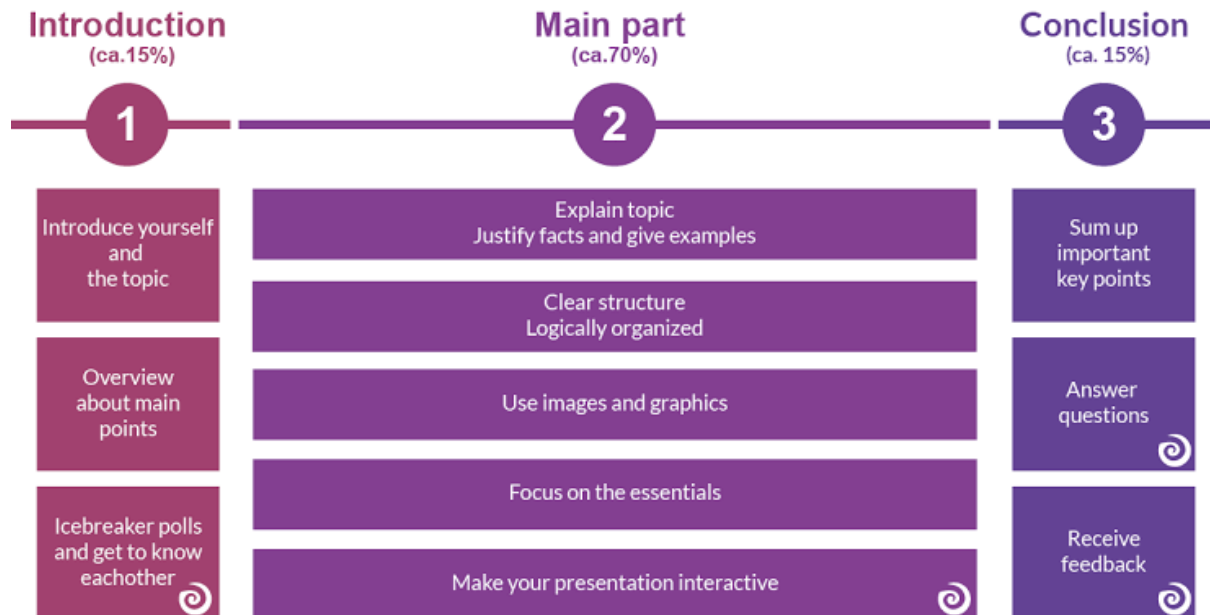 Introduction
(ca.15%)
1
Introduce yourself
and
the topic
Overview
about main
points
Icebreaker polls
and get to know
eachother
Main part
(ca.70%)
2
Explain topic
Justify facts and give examples
Clear structure
Logically organized
Use images and graphics
Focus on the essentials
Make your presentation interactive
Conclusion
(ca. 15%)
3
Sum up
important
key points
Answer
questions
Receive
feedback